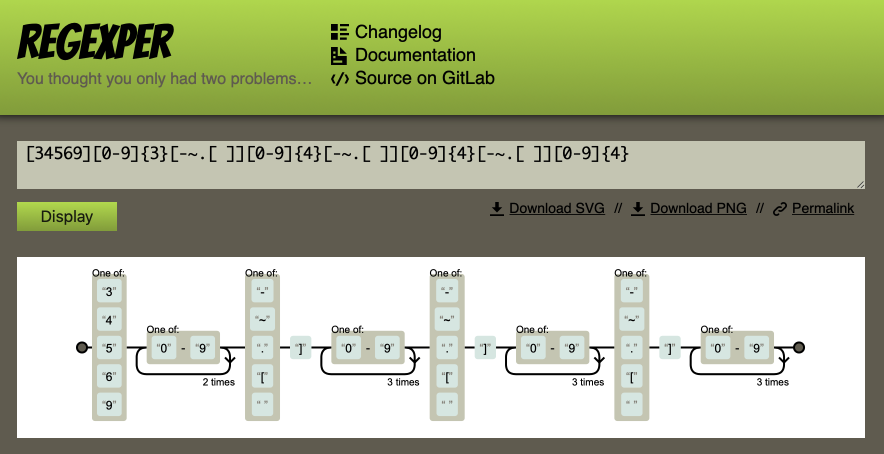 REGEXPER
You thought you only had two problems…
Changelog
Documentation
Source on GitLab
[34569][0-9]{3}[-~.[ ]][0-9]{4}[-~.[ ]][0-9]{4}[-~.[ ]][0-9]{4}
Display
Download SVG // Download PNG // Permalink
One of: One of: One of: One of:
“3” “-” “-” “-”
“4” “~” “~” “~”
One of: One of: One of: One of:
“5” “0” - “9” “.” “]” “0” - “9” “.” “]” “0” - “9” “.” “]” “0” - “9”
“6” “[” “[” “[”
2 times 3 times 3 times 3 times
“9” “ ” “ ” “ ”